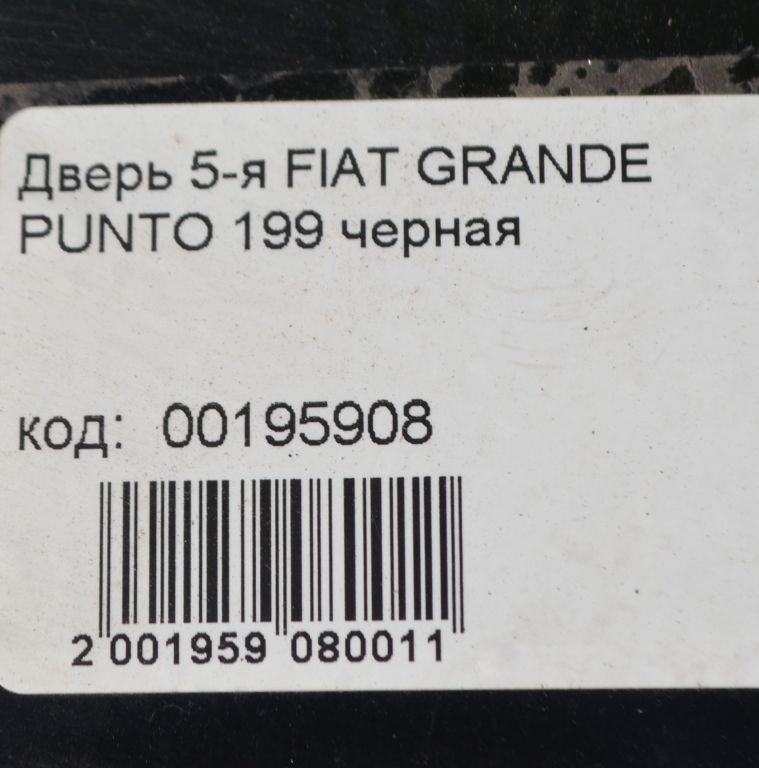 Дверь 5-я FIAT GRANDE
PUNTO 199 черная
код: 00195908
2 001959 080011